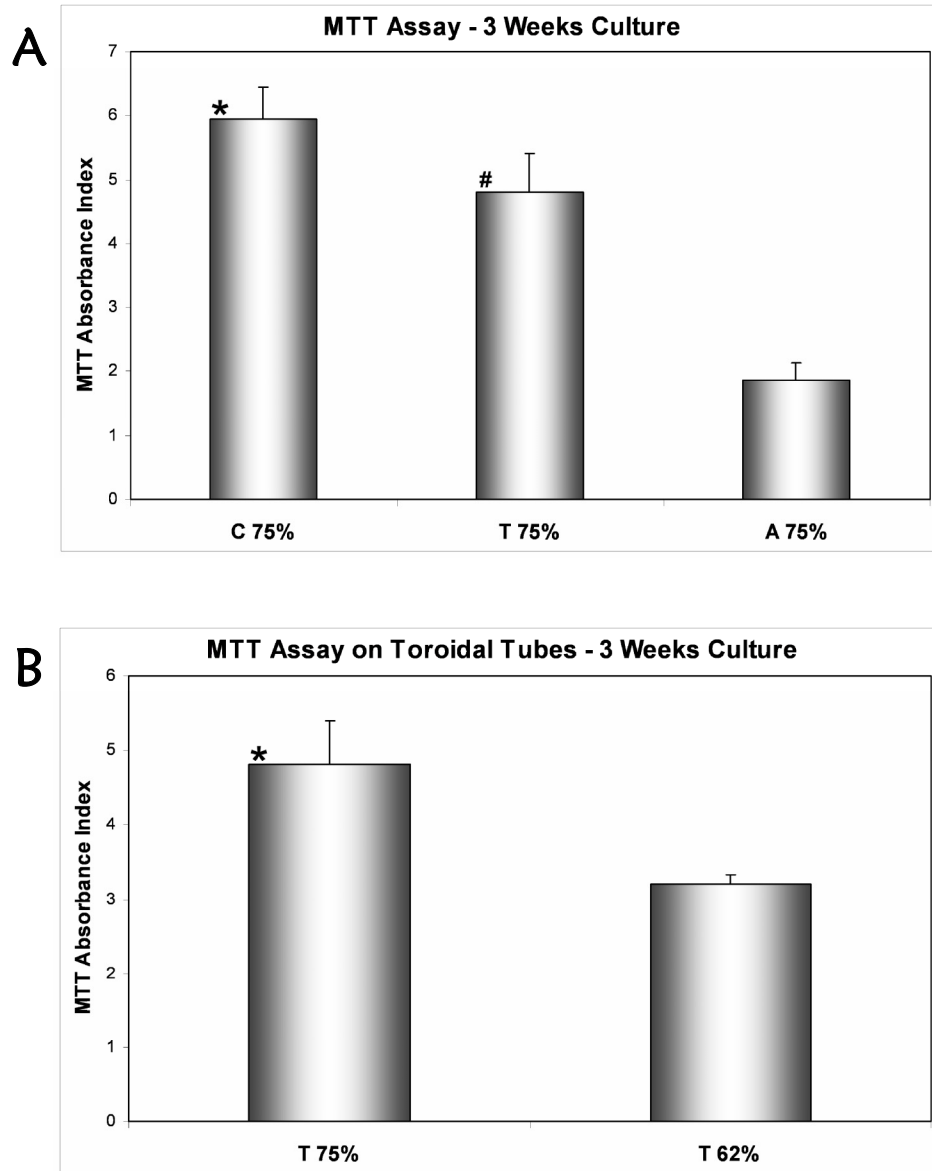 A
MTT Assay - 3 Weeks Culture
MTT Absorbance Index
7
6
5
4
3
2
1
0
*
#
C 75%
T 75%
A 75%
B
MTT Assay on Toroidal Tubes - 3 Weeks Culture
MTT Absorbance Index
6
5
4
3
2
1
0
*
T 75%
T 62%